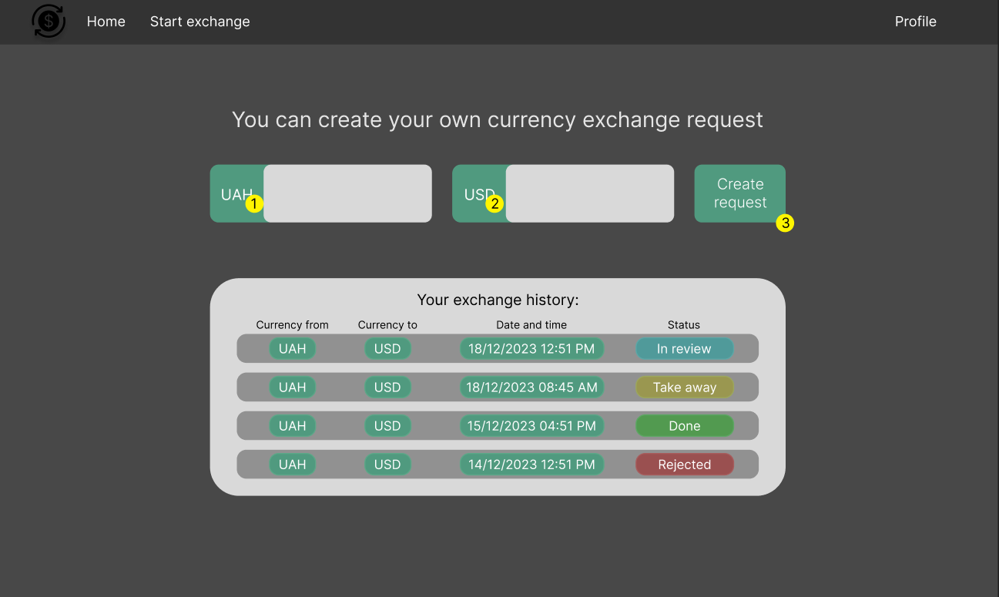 $
Home
Start exchange
Profile
You can create your own currency exchange request
UAH
1
USD
2
Create
request
3
Your exchange history:
Currency from Currency to Date and time Status
UAH USD 18/12/2023 12:51 PM In review
UAH USD 18/12/2023 08:45 AM Take away
UAH USD 15/12/2023 04:51 PM Done
UAH USD 14/12/2023 12:51 PM Rejected